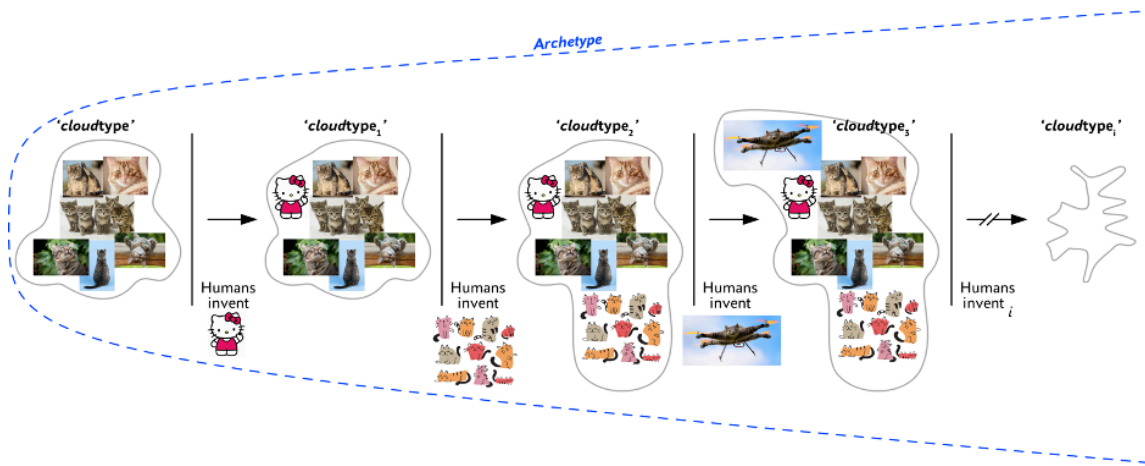 Archetype
‘cloudtype’
‘cloudtype₁’
‘cloudtype₂’
‘cloudtype₃’
‘cloudtypeᵢ’
Humans
invent
Humans
invent
Humans
invent
Humans
invent i